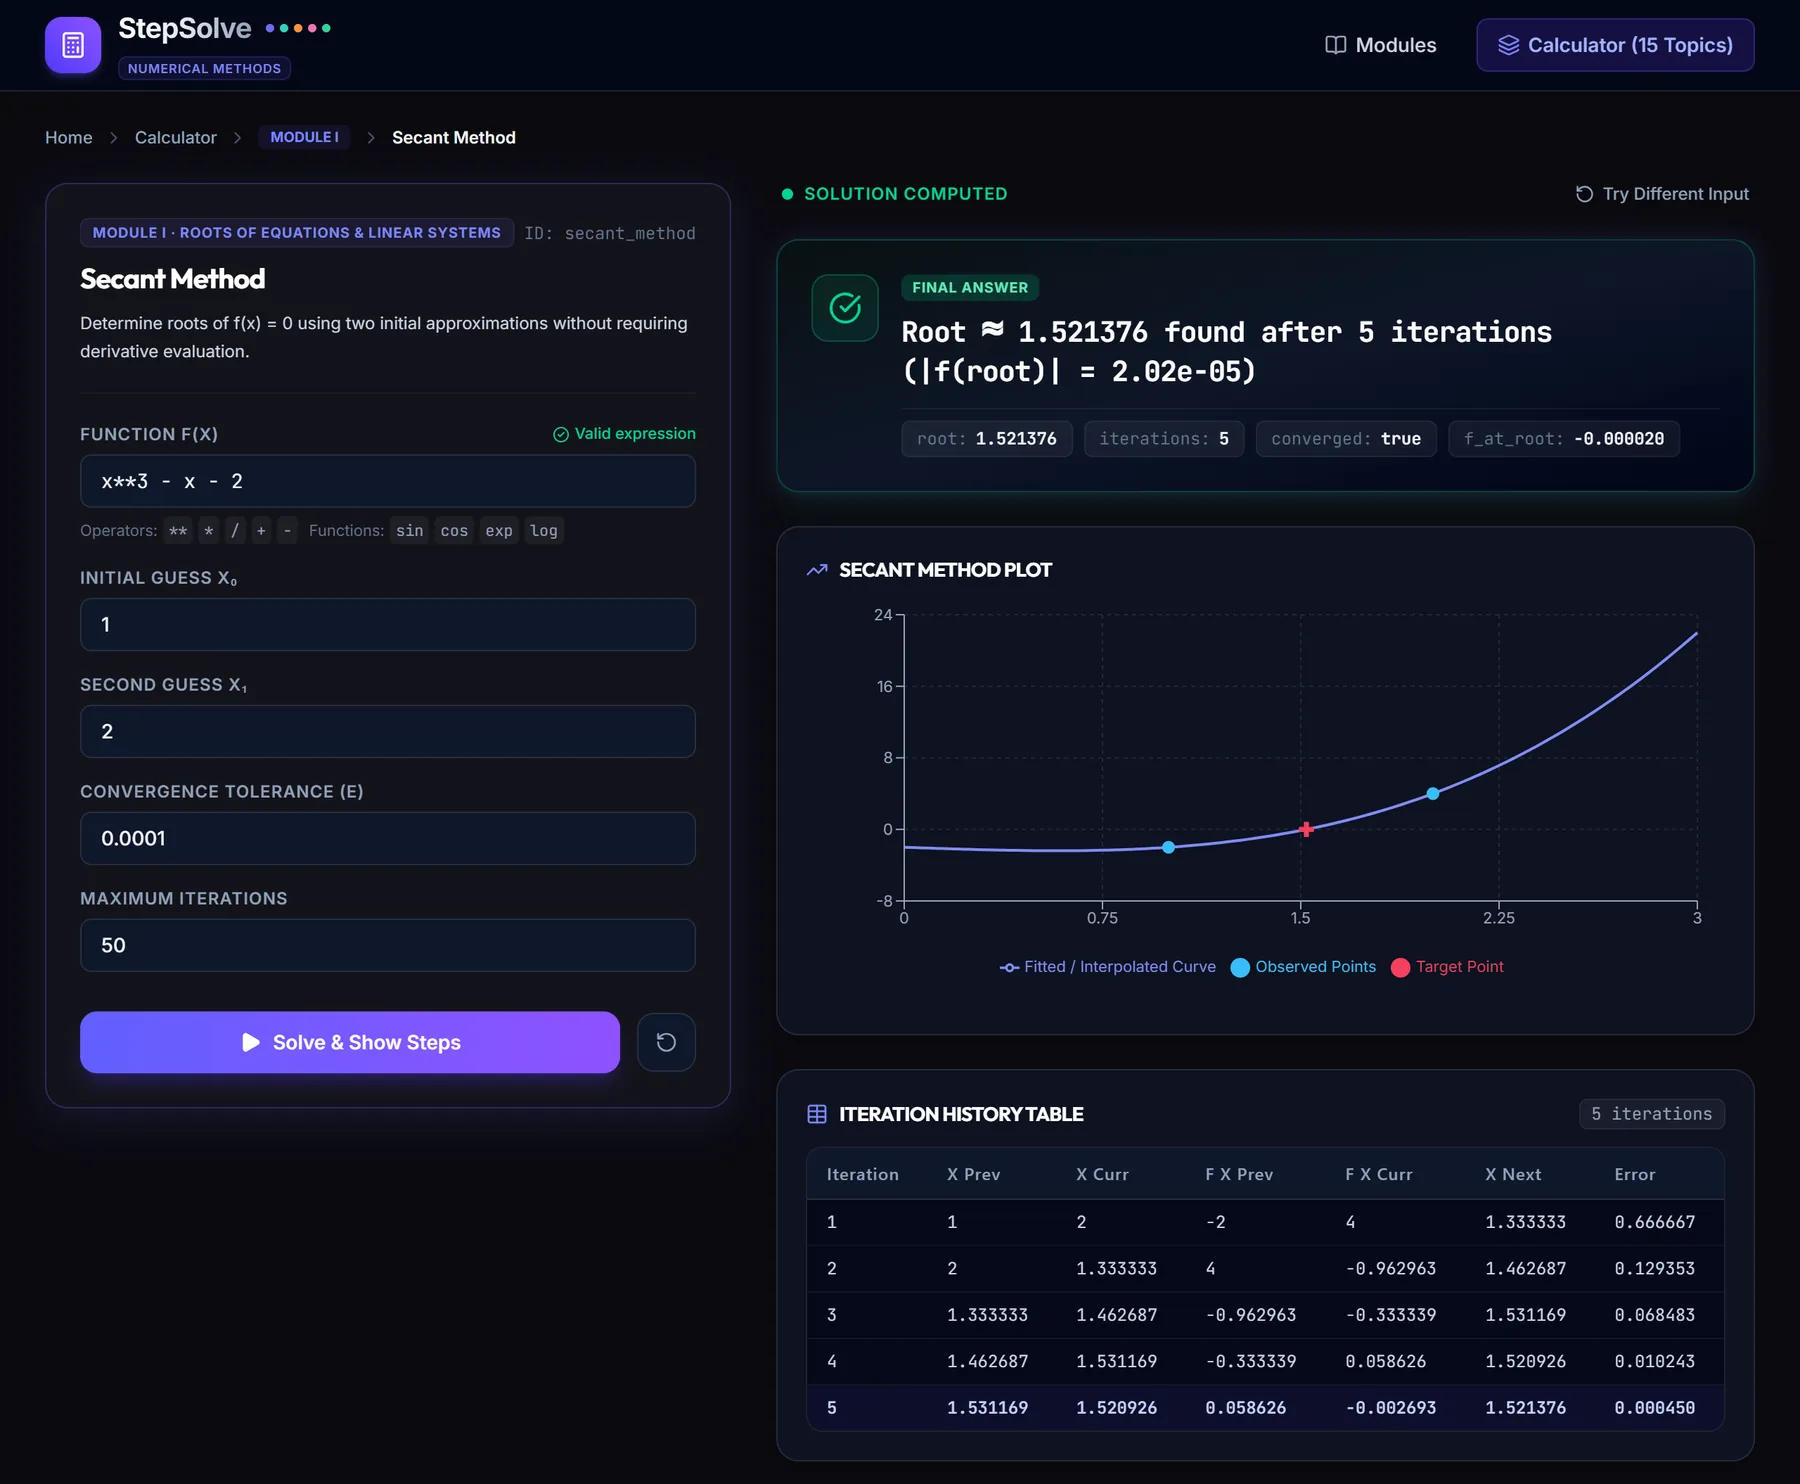 StepSolve
NUMERICAL METHODS
Modules
Calculator (15 Topics)
Home > Calculator > MODULE I > Secant Method
MODULE I · ROOTS OF EQUATIONS & LINEAR SYSTEMS
ID: secant_method
Secant Method
Determine roots of f(x) = 0 using two initial approximations without requiring
derivative evaluation.
FUNCTION F(X)
Valid expression
x**3 - x - 2
Operators: ** * / + - Functions: sin cos exp log
INITIAL GUESS X₀
1
SECOND GUESS X₁
2
CONVERGENCE TOLERANCE (E)
0.0001
MAXIMUM ITERATIONS
50
Solve & Show Steps
SOLUTION COMPUTED
Try Different Input
FINAL ANSWER
Root ≈ 1.521376 found after 5 iterations
(|f(root)| = 2.02e-05)
root: 1.521376
iterations: 5
converged: true
f_at_root: -0.000020
SECANT METHOD PLOT
24
16
8
0
-8
0 0.75 1.5 2.25 3
Fitted / Interpolated Curve Observed Points Target Point
ITERATION HISTORY TABLE
5 iterations
Iteration X Prev X Curr F X Prev F X Curr X Next Error
1 1 2 -2 4 1.333333 0.666667
2 2 1.333333 4 -0.962963 1.462687 0.129353
3 1.333333 1.462687 -0.962963 -0.333339 1.531169 0.068483
4 1.462687 1.531169 -0.333339 0.058626 1.520926 0.010243
5 1.531169 1.520926 0.058626 -0.002693 1.521376 0.000450